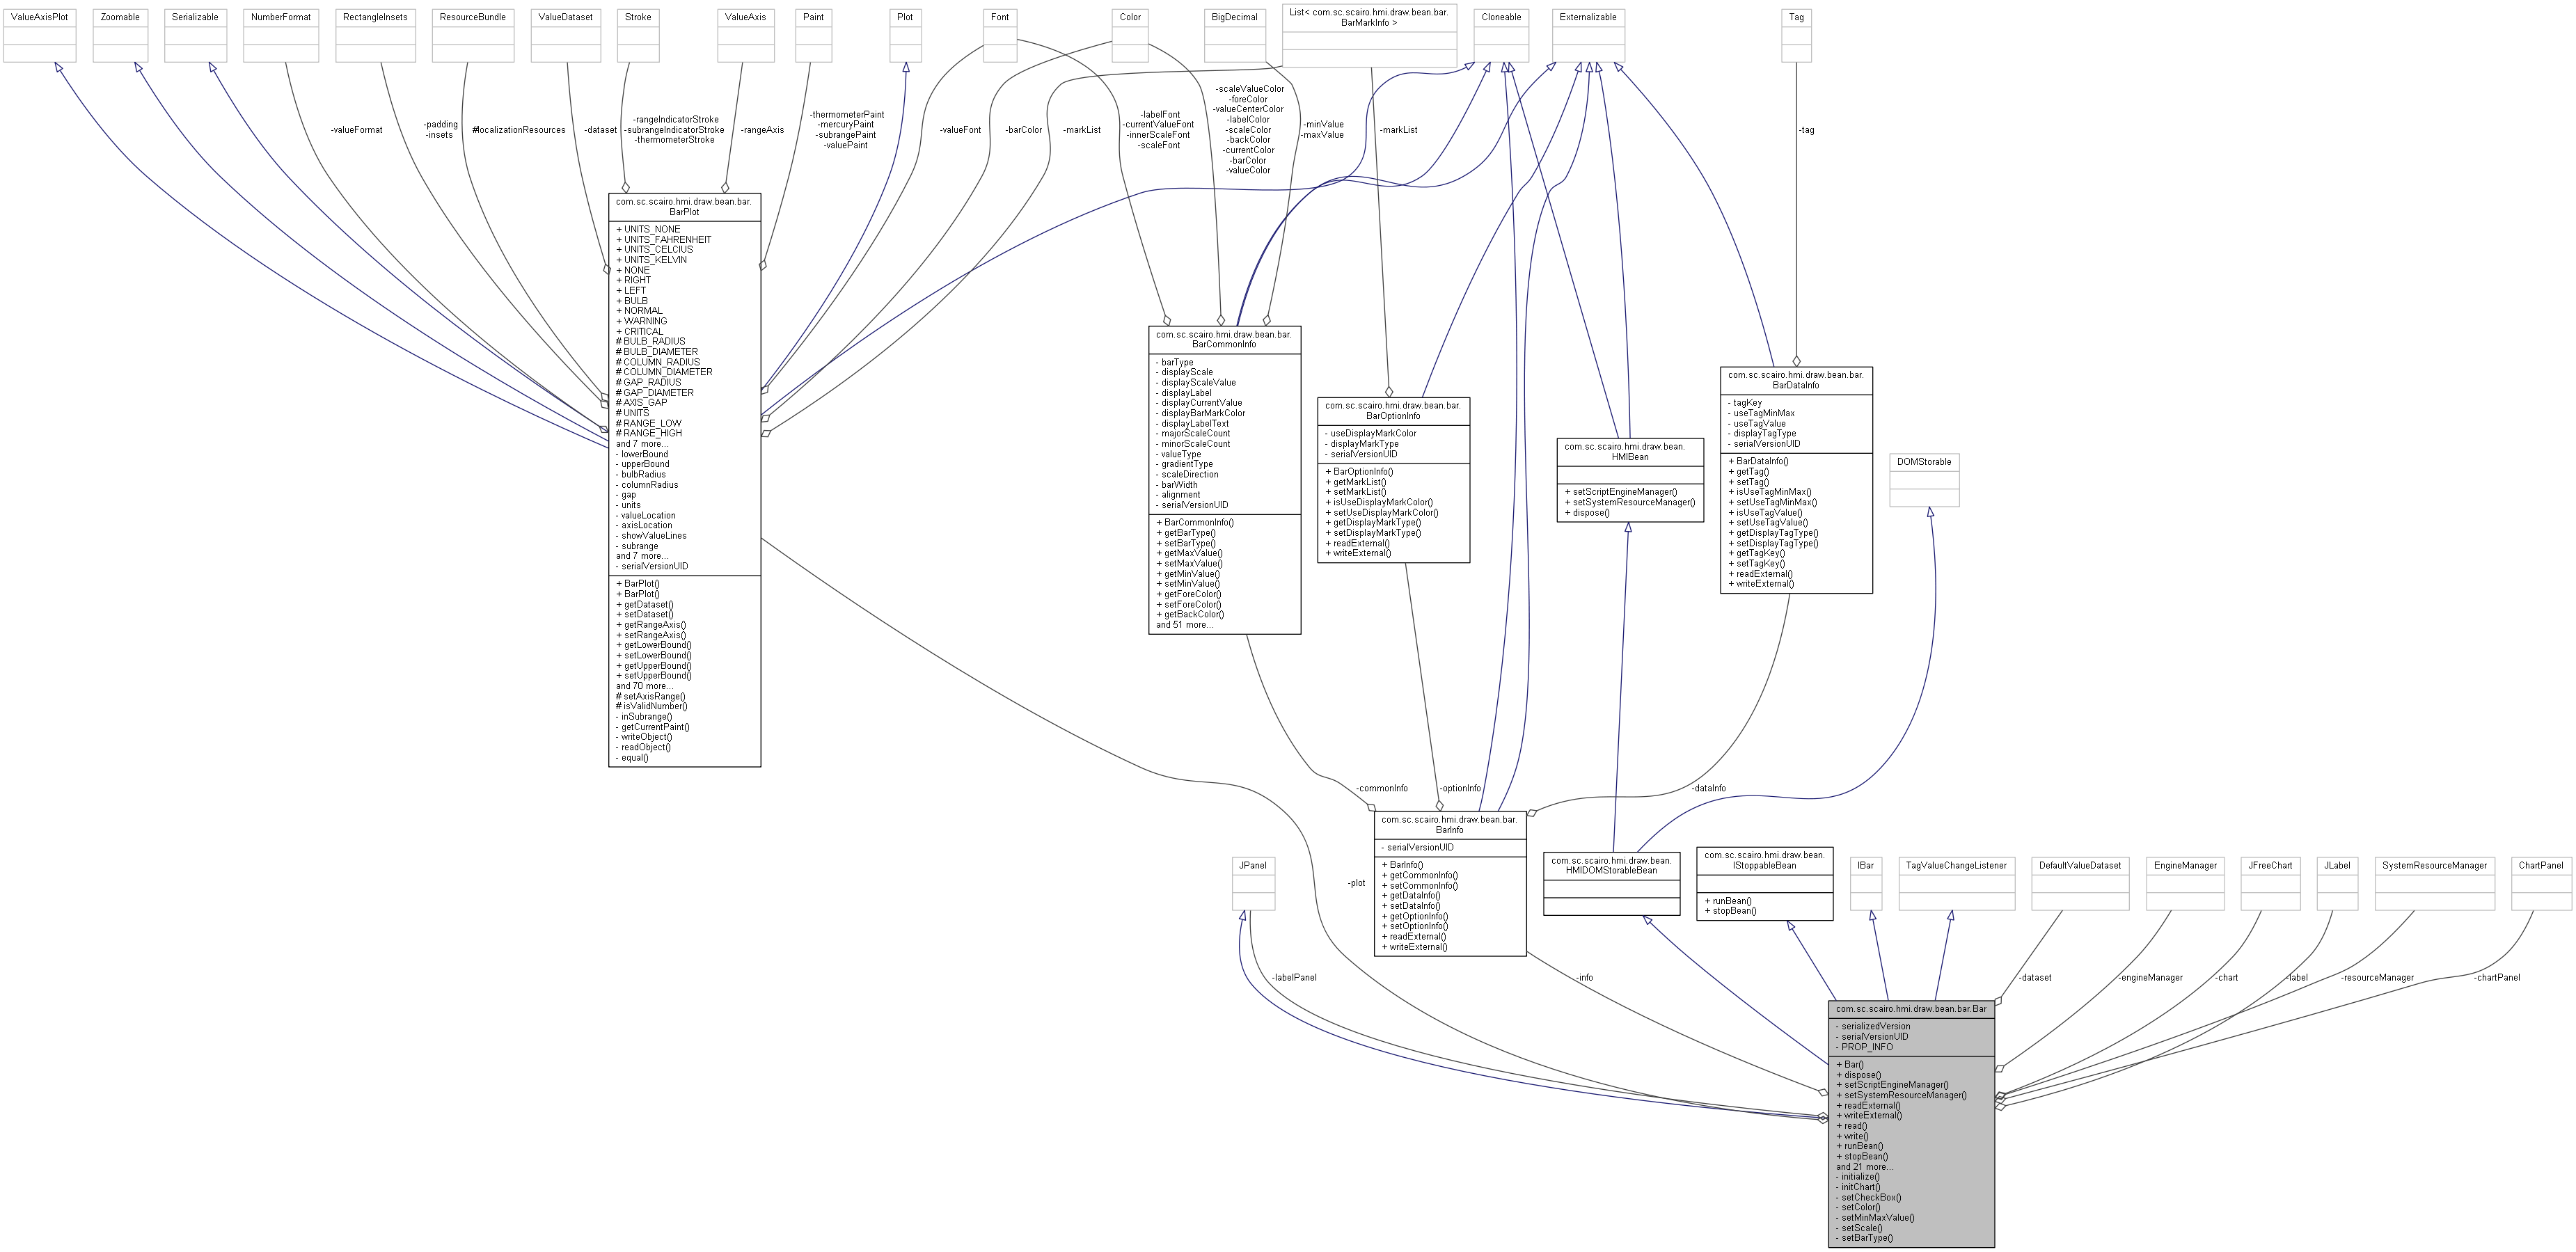 ValueAxisPlot
Zoomable
Serializable
NumberFormat
RectangleInsets
ResourceBundle
ValueDataset
Stroke
ValueAxis
Paint
Plot
Font
Color
BigDecimal
List< com.sc.scairo.hmi.draw.bean.bar.
BarMarkInfo >
Cloneable
Externalizable
Tag
-valueFormat
-padding
-insets
#localizationResources
-dataset
-rangeIndicatorStroke
-subrangeIndicatorStroke
-thermometerStroke
-rangeAxis
-thermometerPaint
-mercuryPaint
-subrangePaint
-valuePaint
-valueFont
-barColor
-markList
-labelFont
-currentValueFont
-innerScaleFont
-scaleFont
-scaleValueColor
-foreColor
-valueCenterColor
-labelColor
-scaleColor
-backColor
-currentColor
-barColor
-valueColor
-minValue
-maxValue
-markList
-tag
com.sc.scairo.hmi.draw.bean.bar.
BarPlot
+ UNITS_NONE
+ UNITS_FAHRENHEIT
+ UNITS_CELCIUS
+ UNITS_KELVIN
+ NONE
+ RIGHT
+ LEFT
+ BULB
+ NORMAL
+ WARNING
+ CRITICAL
# BULB_RADIUS
# BULB_DIAMETER
# COLUMN_RADIUS
# COLUMN_DIAMETER
# GAP_RADIUS
# GAP_DIAMETER
# AXIS_GAP
# UNITS
# RANGE_LOW
# RANGE_HIGH
and 7 more...
- lowerBound
- upperBound
- bulbRadius
- columnRadius
- gap
- units
- valueLocation
- axisLocation
- showValueLines
- subrange
and 7 more...
- serialVersionUID
+ BarPlot()
+ BarPlot()
+ getDataset()
+ setDataset()
+ getRangeAxis()
+ setRangeAxis()
+ getLowerBound()
+ setLowerBound()
+ getUpperBound()
+ setUpperBound()
and 70 more...
# setAxisRange()
# isValidNumber()
- inSubrange()
- getCurrentPaint()
- writeObject()
- readObject()
- equal()
com.sc.scairo.hmi.draw.bean.bar.
BarCommonInfo
- barType
- displayScale
- displayScaleValue
- displayLabel
- displayCurrentValue
- displayBarMarkColor
- displayLabelText
- majorScaleCount
- minorScaleCount
- valueType
- gradientType
- scaleDirection
- barWidth
- alignment
- serialVersionUID
+ BarCommonInfo()
+ getBarType()
+ setBarType()
+ getMaxValue()
+ setMaxValue()
+ getMinValue()
+ setMinValue()
+ getForeColor()
+ setForeColor()
+ getBackColor()
and 51 more...
com.sc.scairo.hmi.draw.bean.bar.
BarOptionInfo
- useDisplayMarkColor
- displayMarkType
- serialVersionUID
+ BarOptionInfo()
+ getMarkList()
+ setMarkList()
+ isUseDisplayMarkColor()
+ setUseDisplayMarkColor()
+ getDisplayMarkType()
+ setDisplayMarkType()
+ readExternal()
+ writeExternal()
com.sc.scairo.hmi.draw.bean.
HMIBean
+ setScriptEngineManager()
+ setSystemResourceManager()
+ dispose()
com.sc.scairo.hmi.draw.bean.bar.
BarDataInfo
- tagKey
- useTagMinMax
- useTagValue
- displayTagType
- serialVersionUID
+ BarDataInfo()
+ getTag()
+ setTag()
+ isUseTagMinMax()
+ setUseTagMinMax()
+ isUseTagValue()
+ setUseTagValue()
+ getDisplayTagType()
+ setDisplayTagType()
+ getTagKey()
+ setTagKey()
+ readExternal()
+ writeExternal()
DOMStorable
-commonInfo
-optionInfo
-dataInfo
-plot
com.sc.scairo.hmi.draw.bean.bar.
BarInfo
- serialVersionUID
+ BarInfo()
+ getCommonInfo()
+ setCommonInfo()
+ getDataInfo()
+ setDataInfo()
+ getOptionInfo()
+ setOptionInfo()
+ readExternal()
+ writeExternal()
JPanel
com.sc.scairo.hmi.draw.bean.
HMIDOMStorableBean
com.sc.scairo.hmi.draw.bean.
IStoppableBean
+ runBean()
+ stopBean()
IBar
TagValueChangeListener
DefaultValueDataset
EngineManager
JFreeChart
JLabel
SystemResourceManager
ChartPanel
-labelPanel
-info
-dataset
-engineManager
-chart
-label
-resourceManager
-chartPanel
com.sc.scairo.hmi.draw.bean.bar.Bar
- serializedVersion
- serialVersionUID
- PROP_INFO
+ Bar()
+ dispose()
+ setScriptEngineManager()
+ setSystemResourceManager()
+ readExternal()
+ writeExternal()
+ read()
+ write()
+ runBean()
+ stopBean()
and 21 more...
- initialize()
- initChart()
- setCheckBox()
- setColor()
- setMinMaxValue()
- setScale()
- setBarType()